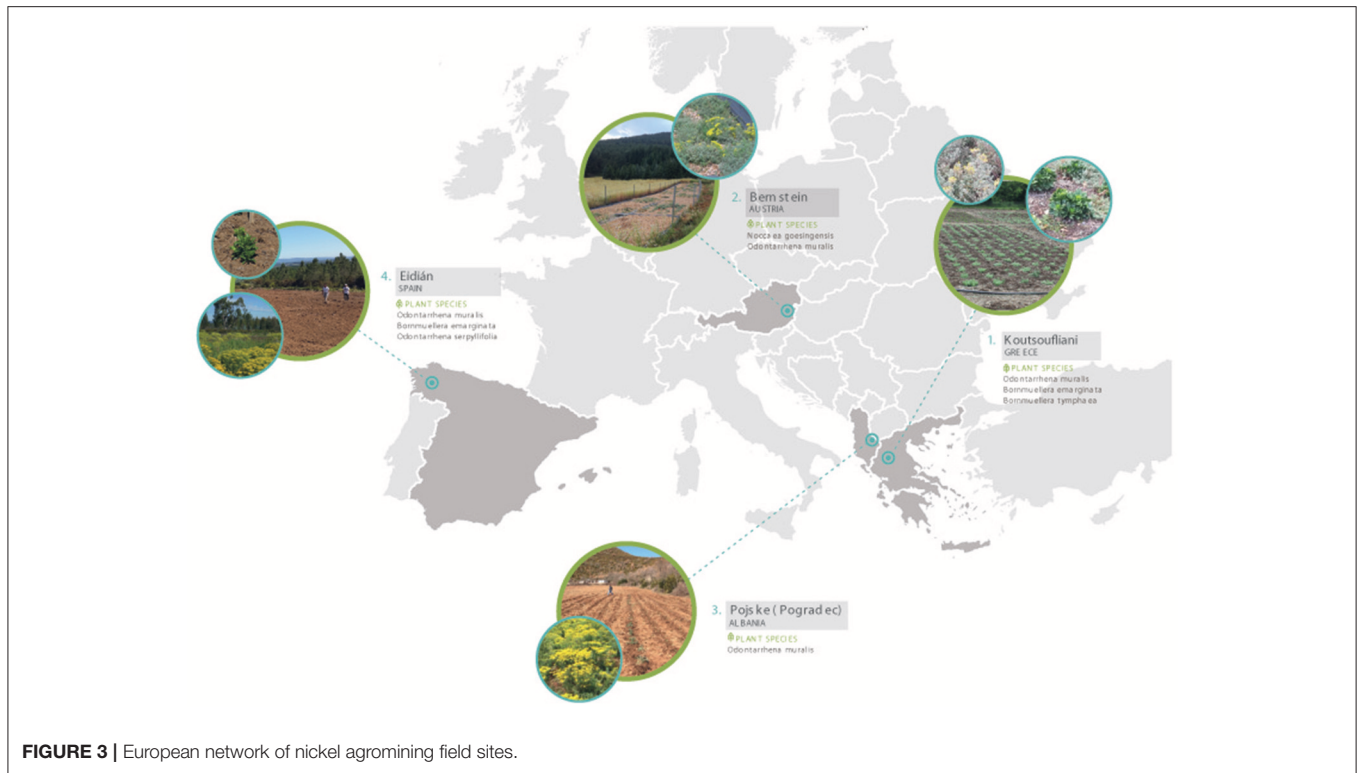 2. Bernstein
AUSTRIA
PLANT SPECIES
Noccaea goesingensis
Odontarrhena muralis
4. Eidián
SPAIN
PLANT SPECIES
Odontarrhena muralis
Bornmuellera emarginata
Odontarrhena serpyllifolia
1. Koutsoufliani
GREECE
PLANT SPECIES
Odontarrhena muralis
Bornmuellera emarginata
Bornmuellera tymphaea
3. Pojske (Pogradec)
ALBANIA
PLANT SPECIES
Odontarrhena muralis
FIGURE 3 | European network of nickel agromining field sites.